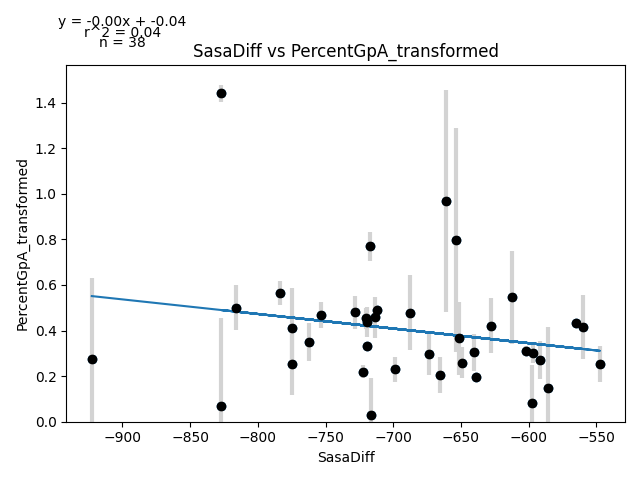 y = -0.00x + -0.04
r^2 = 0.04
n = 38
SasaDiff vs PercentGpA_transformed
1.4
1.2
1.0
0.8
0.6
0.4
0.2
0.0
PercentGpA_transformed
−900 −850 −800 −750 −700 −650 −600 −550
SasaDiff